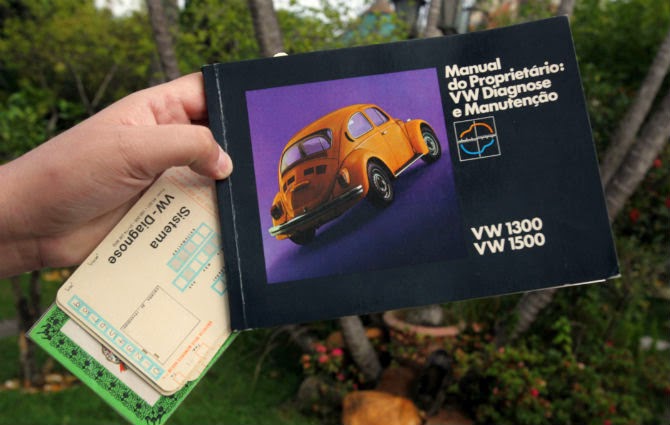 Manual
do Proprietário:
VW Diagnose
e Manutenção
VW 1300
VW 1500
Sistema
VW-Diagnose